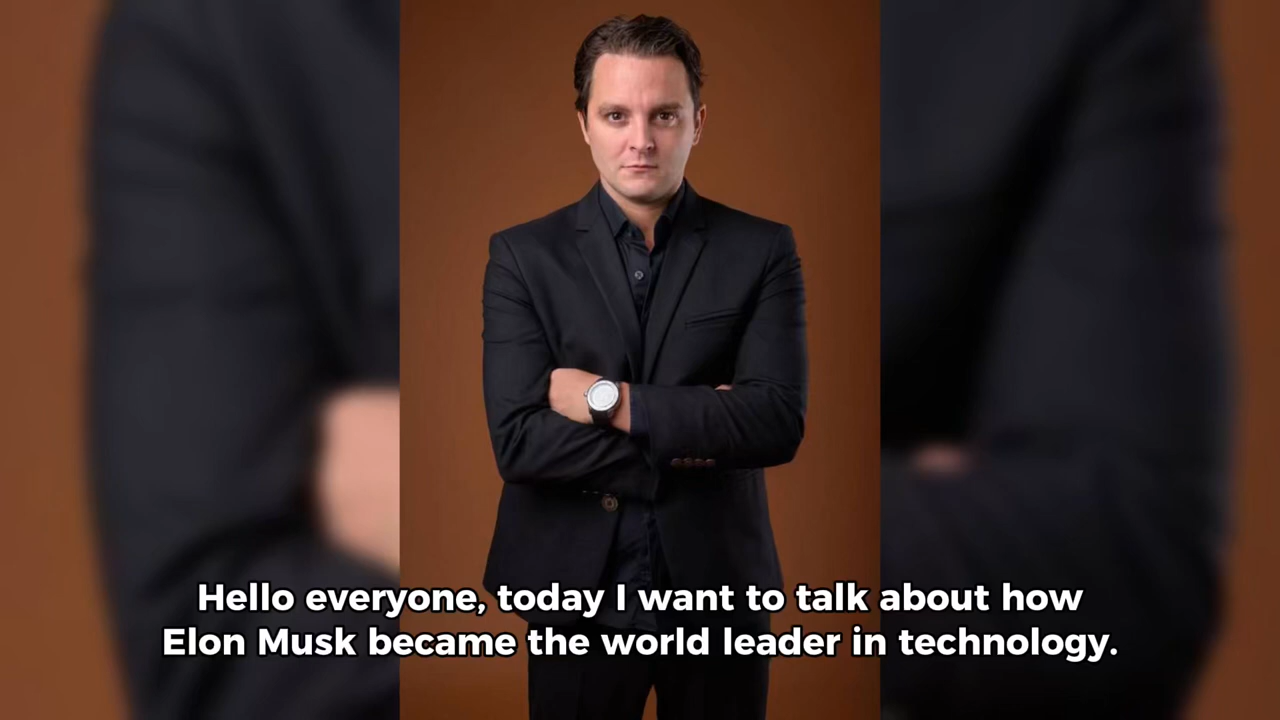 Hello everyone, today I want to talk about how
Elon Musk became the world leader in technology.